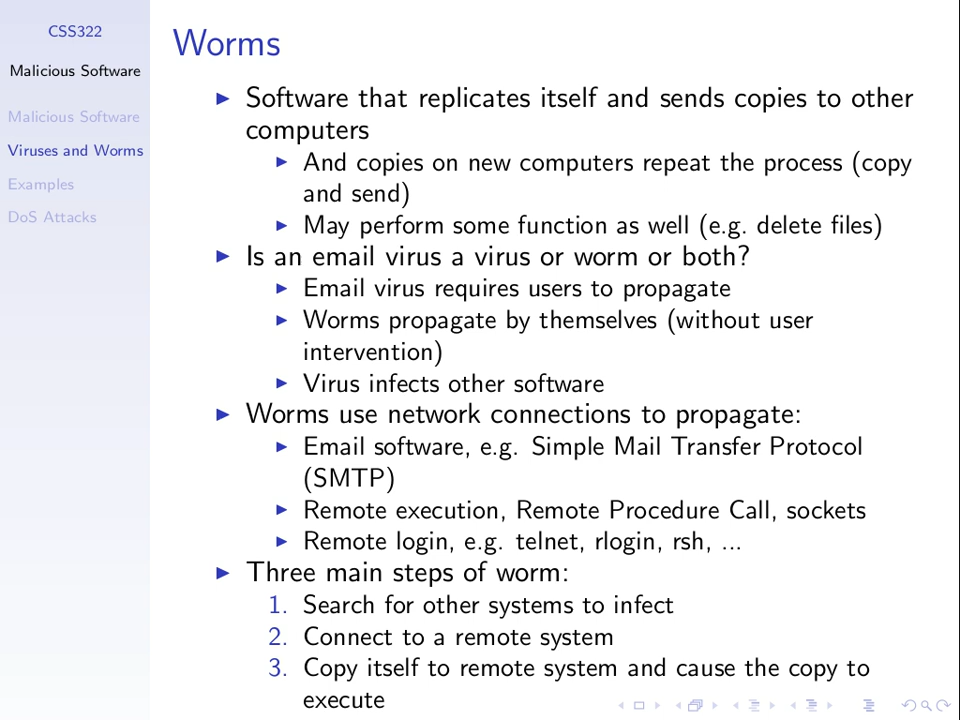 CSS322
Malicious Software
Malicious Software
Viruses and Worms
Examples
DoS Attacks
Worms
Software that replicates itself and sends copies to other
computers
And copies on new computers repeat the process (copy
and send)
May perform some function as well (e.g. delete files)
Is an email virus a virus or worm or both?
Email virus requires users to propagate
Worms propagate by themselves (without user
intervention)
Virus infects other software
Worms use network connections to propagate:
Email software, e.g. Simple Mail Transfer Protocol
(SMTP)
Remote execution, Remote Procedure Call, sockets
Remote login, e.g. telnet, rlogin, rsh, ...
Three main steps of worm:
1. Search for other systems to infect
2. Connect to a remote system
3. Copy itself to remote system and cause the copy to
execute